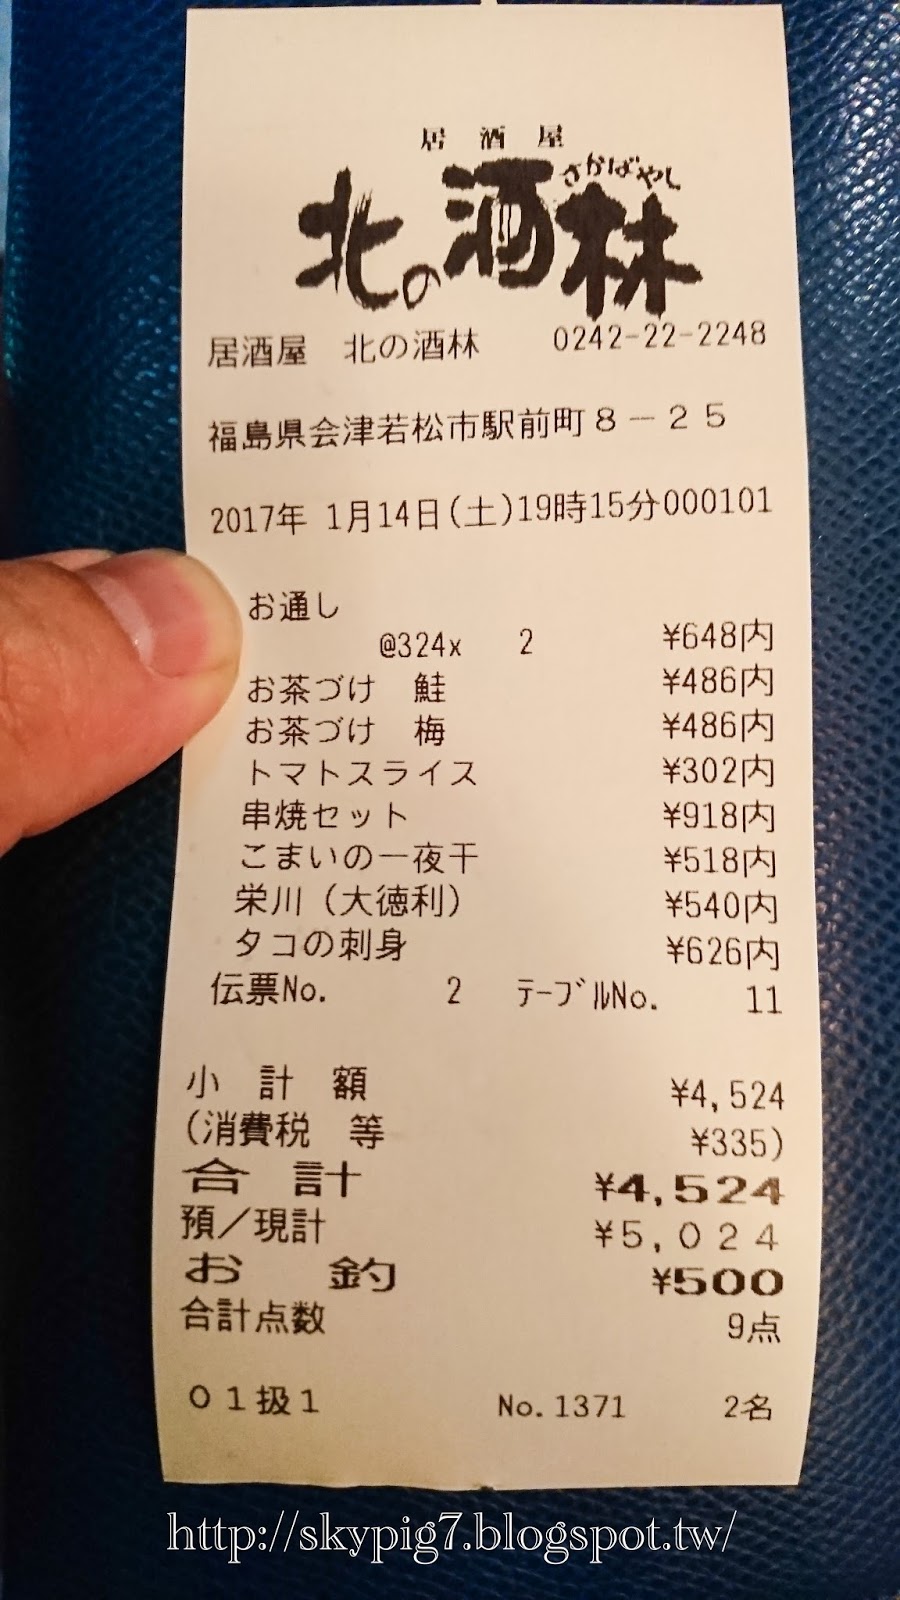 居酒屋
さかばやし
北の酒林
居酒屋 北の酒林 0242-22-2248
福島県会津若松市駅前町8-25
2017年 1月14日(土)19時15分000101
お通し
@324x 2 ¥648内
お茶づけ 鮭 ¥486内
お茶づけ 梅 ¥486内
トマトスライス ¥302内
串焼セット ¥918内
こまいの一夜干 ¥518内
栄川(大徳利) ¥540内
タコの刺身 ¥626内
伝票No. 2 テーブルNo. 11
小計額 ¥4,524
(消費税 等 ¥335)
合計 ¥4,524
預/現計 ¥5,024
お釣 ¥500
合計点数 9点
01扱1 No.1371 2名
http://skypig7.blogspot.tw/